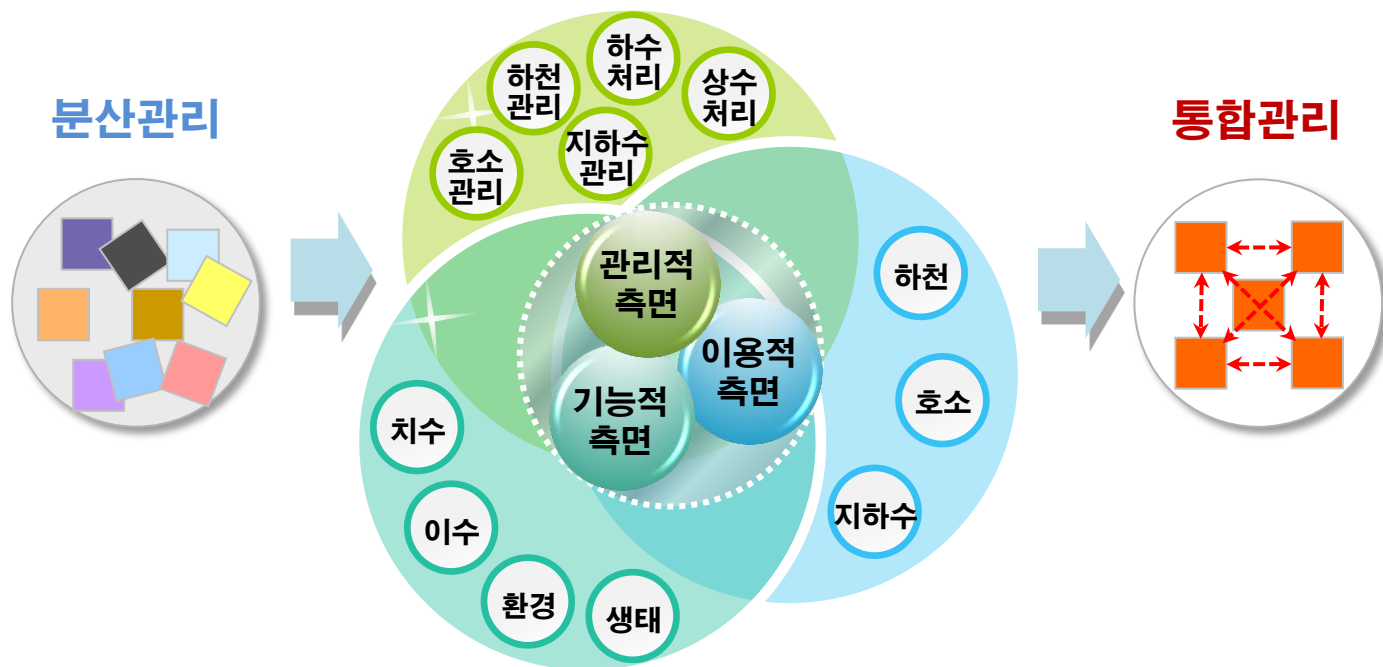 분산관리
하천
관리
하수
처리
상수
처리
호소
관리
지하수
관리
관리적
측면
이용적
측면
기능적
측면
하천
호소
지하수
치수
이수
환경
생태
통합관리